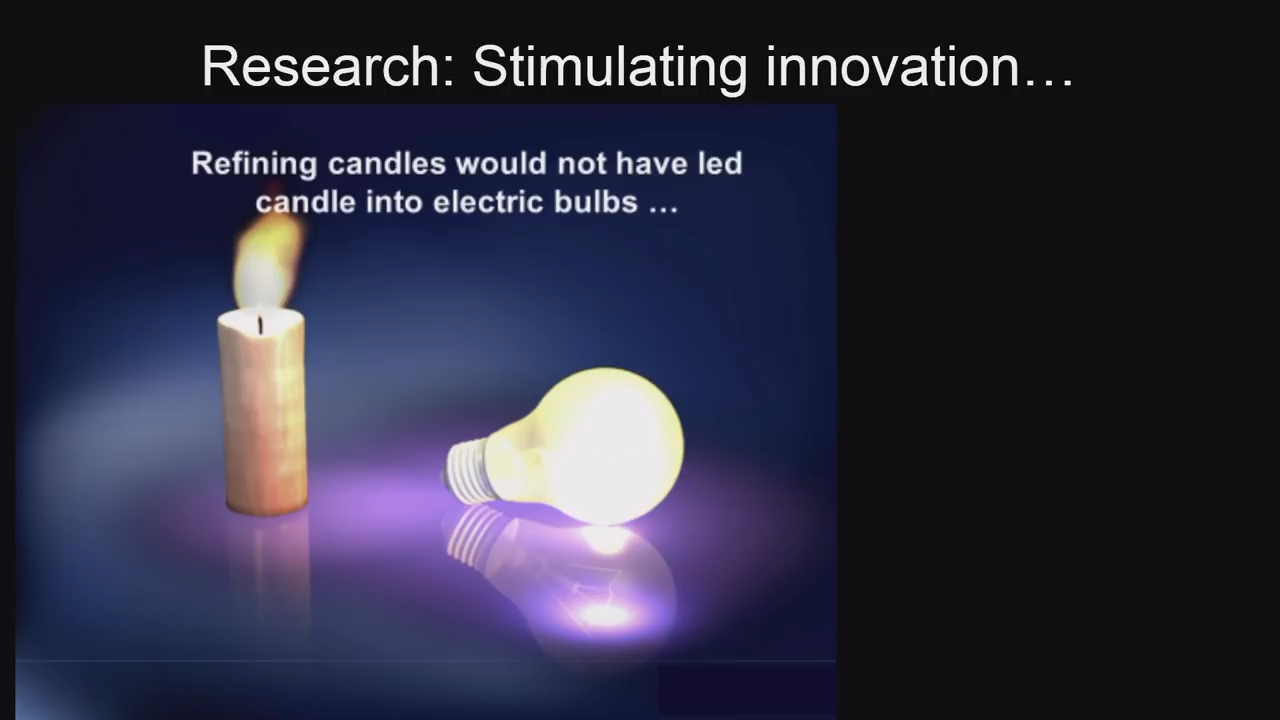 Research: Stimulating innovation…
Refining candles would not have led
candle into electric bulbs …